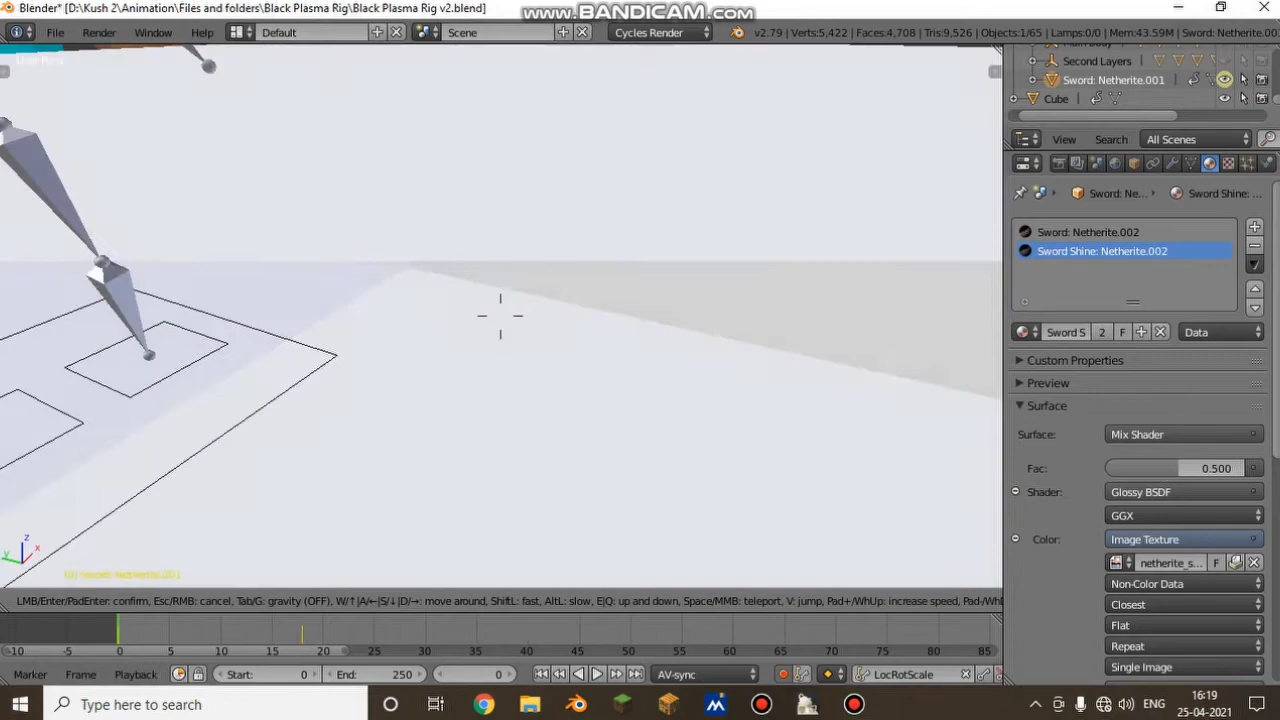 Blender* [D:\Kush 2\Animation\Files and folders\Black Plasma Rig\Black Plasma Rig v2.blend]
www.BANDICAM.com
File Render Window Help Default Scene Cycles Render v2.79 | Verts:5,422 | Faces:4,708 | Tris:9,526 | Objects:1/65 | Lamps:0/0 | Mem:43.59M | Sword: Netherite.00
Second Layers
Sword: Netherite.001
Cube
View Search All Scenes
Sword: Ne... Sword Shine: ...
Sword: Netherite.002
Sword Shine: Netherite.002
Sword S 2 F Data
Custom Properties
Preview
Surface
Surface: Mix Shader
Fac: 0.500
Shader: Glossy BSDF
GGX
Color: Image Texture
netherite_s... F
Non-Color Data
Closest
Flat
Repeat
Single Image
z
x
y
(0) Sword: Netherite.001
LMB/Enter/PadEnter: confirm, Esc/RMB: cancel, Tab/G: gravity (OFF), W/↑|A/←|S/↓|D/→: move around, Shift: fast, Alt: slow, E|Q: up and down, Space/MMB: teleport, V: jump, Pad+/WhUp: increase speed, Pad-/Wh
-10 -5 0 5 10 15 20 25 30 35 40 45 50 55 60 65 70 75 80 85
Marker Frame Playback Start: 0 End: 250 0 AV-sync LocRotScale
Type here to search
ENG
16:19
25-04-2021